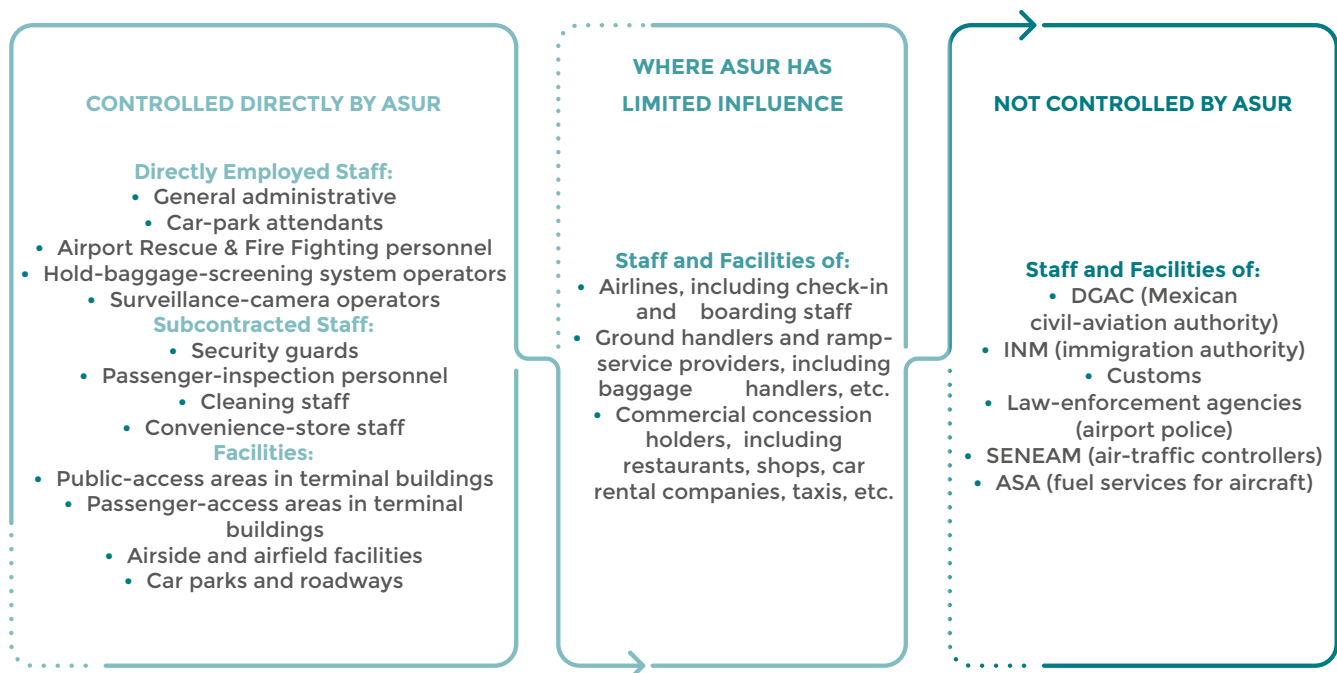 CONTROLLED DIRECTLY BY ASUR
Directly Employed Staff:
• General administrative
• Car-park attendants
• Airport Rescue & Fire Fighting personnel
• Hold-baggage-screening system operators
• Surveillance-camera operators
Subcontracted Staff:
• Security guards
• Passenger-inspection personnel
• Cleaning staff
• Convenience-store staff
Facilities:
• Public-access areas in terminal buildings
• Passenger-access areas in terminal
buildings
• Airside and airfield facilities
• Car parks and roadways
WHERE ASUR HAS
LIMITED INFLUENCE
Staff and Facilities of:
• Airlines, including check-in
and boarding staff
• Ground handlers and ramp-
service providers, including
baggage handlers, etc.
• Commercial concession
holders, including
restaurants, shops, car
rental companies, taxis, etc.
NOT CONTROLLED BY ASUR
Staff and Facilities of:
• DGAC (Mexican
civil-aviation authority)
• INM (immigration authority)
• Customs
• Law-enforcement agencies
(airport police)
• SENEAM (air-traffic controllers)
• ASA (fuel services for aircraft)